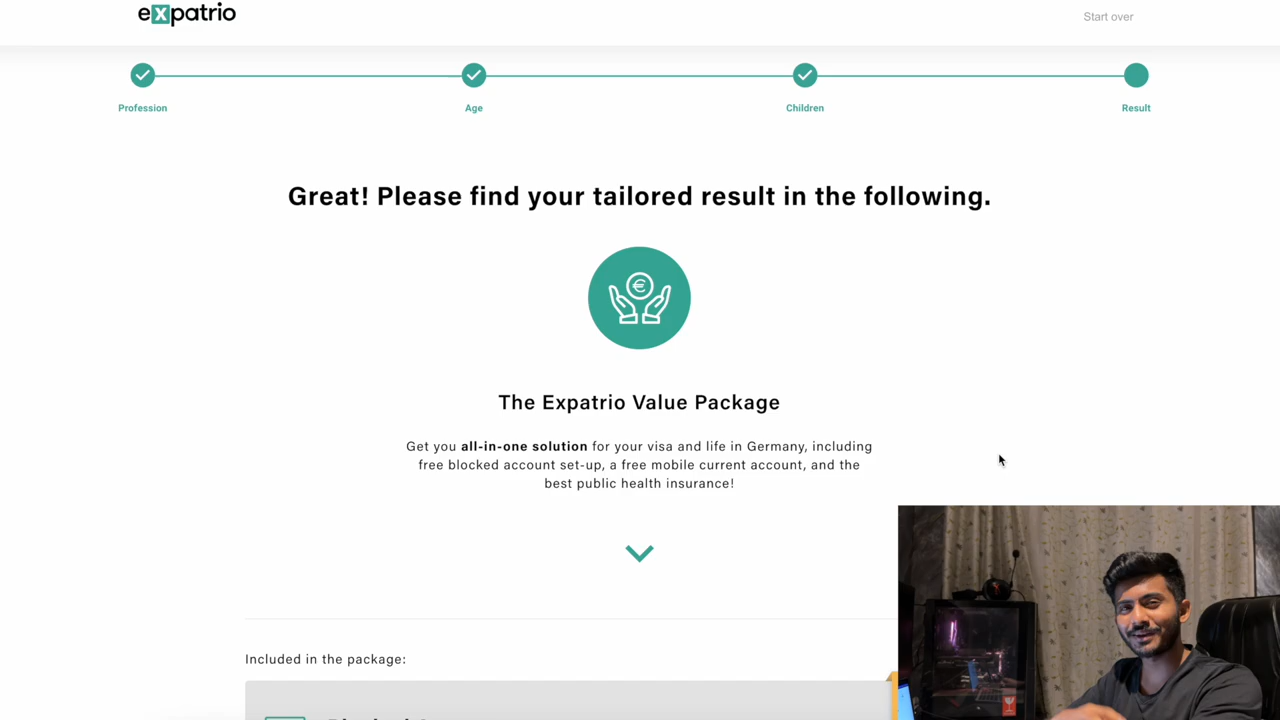 expatrio
Start over
Profession
Age
Children
Result
Great! Please find your tailored result in the following.
€
The Expatrio Value Package
Get you all-in-one solution for your visa and life in Germany, including
free blocked account set-up, a free mobile current account, and the
best public health insurance!
Included in the package: